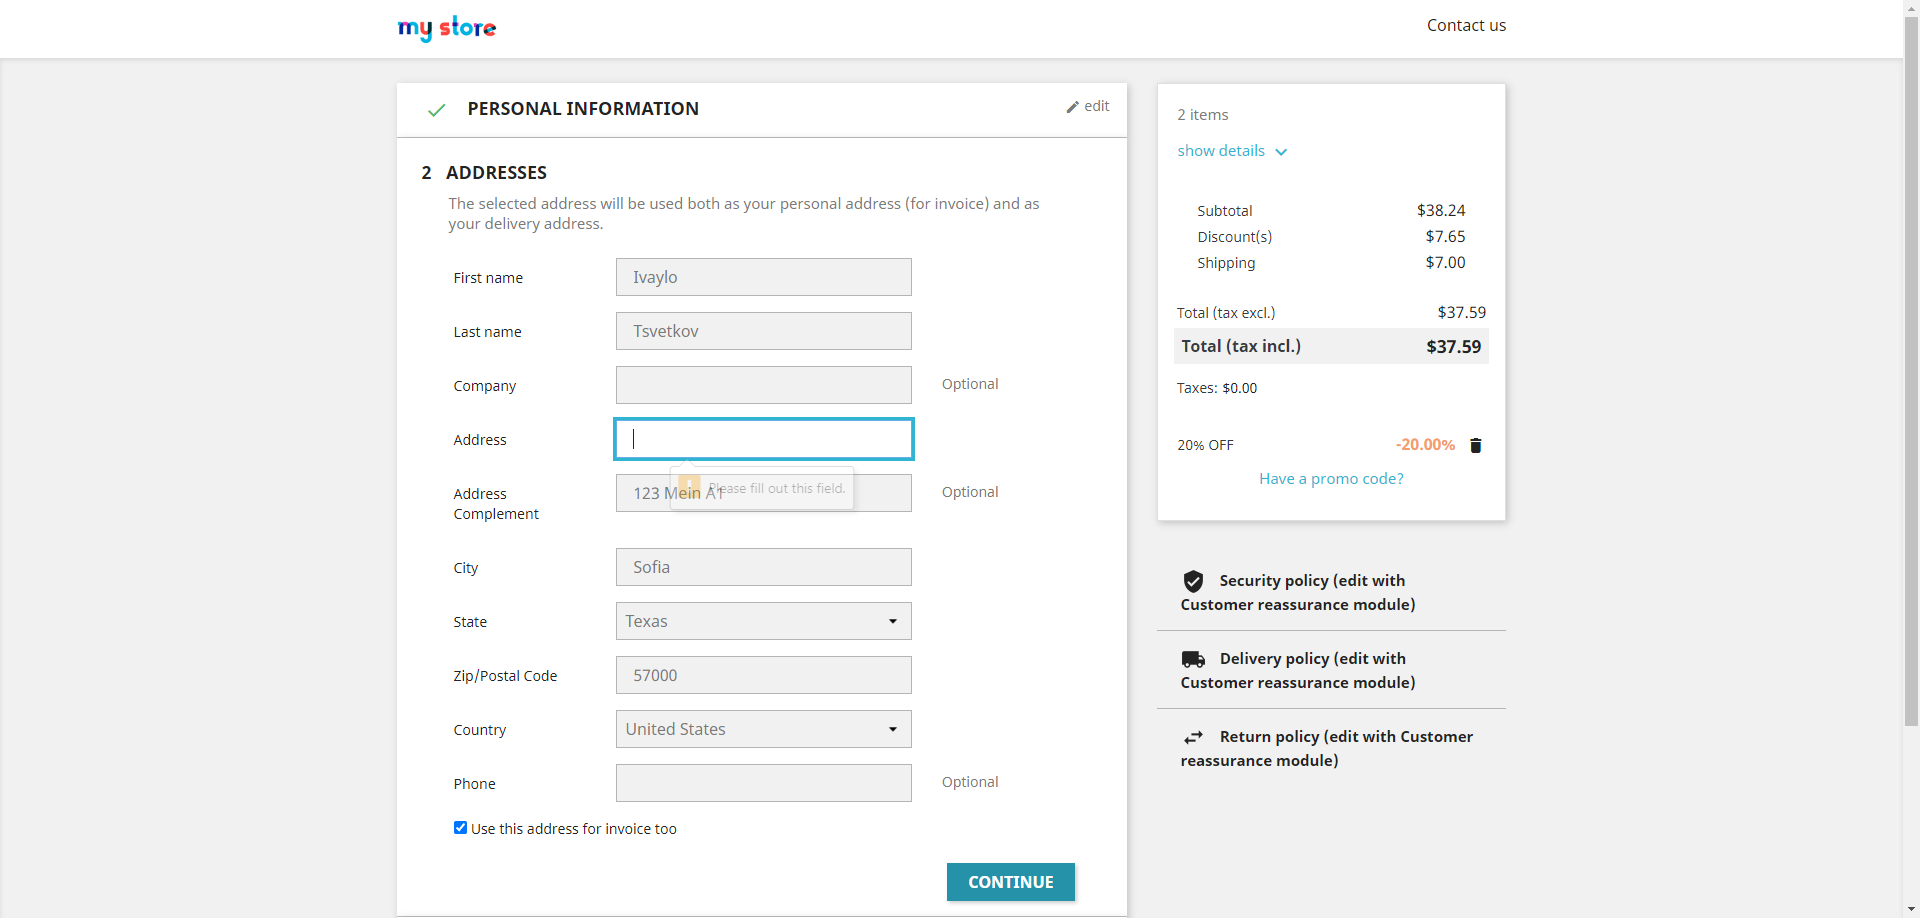 my store
Contact us
PERSONAL INFORMATION
edit
2 ADDRESSES
The selected address will be used both as your personal address (for invoice) and as
your delivery address.
First name
Ivaylo
Last name
Tsvetkov
Company
Optional
Address
Please fill out this field.
Address
Complement
123 Mein A1
Optional
City
Sofia
State
Texas
Zip/Postal Code
57000
Country
United States
Phone
Optional
Use this address for invoice too
CONTINUE
2 items
show details
Subtotal $38.24
Discount(s) $7.65
Shipping $7.00
Total (tax excl.) $37.59
Total (tax incl.) $37.59
Taxes: $0.00
20% OFF -20.00%
Have a promo code?
Security policy (edit with
Customer reassurance module)
Delivery policy (edit with
Customer reassurance module)
Return policy (edit with Customer
reassurance module)